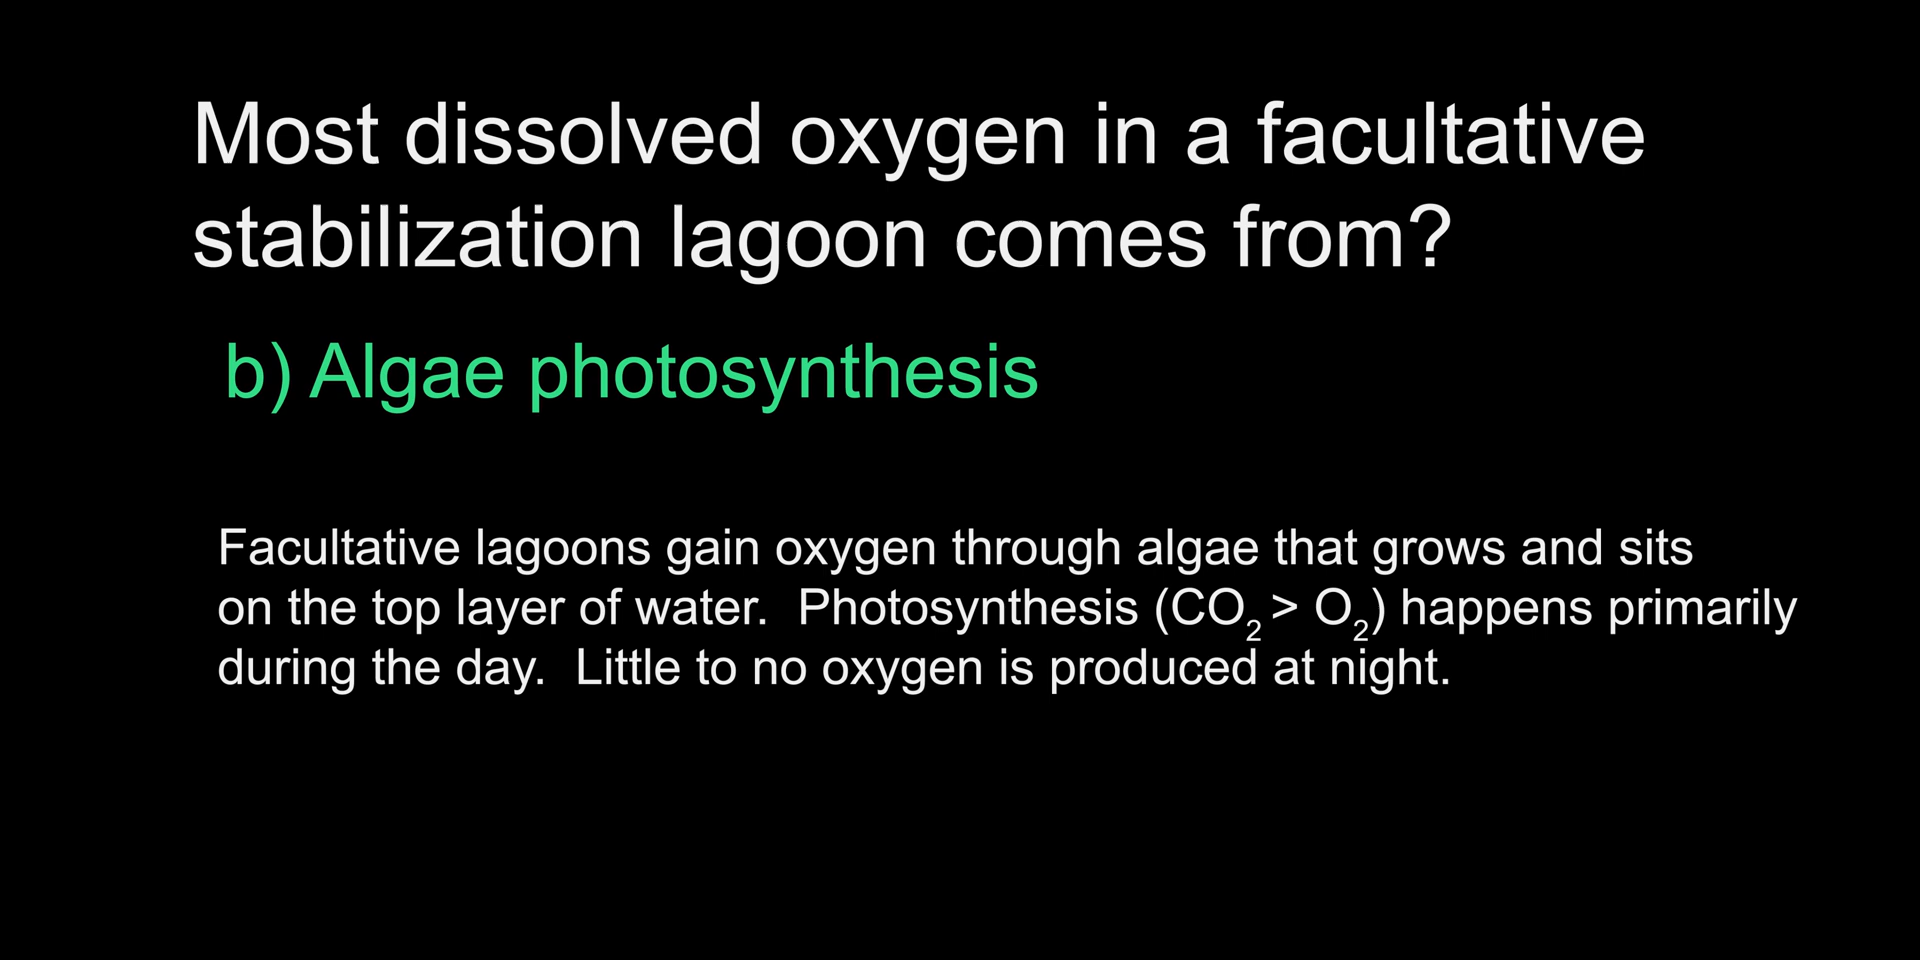 Most dissolved oxygen in a facultative
stabilization lagoon comes from?
b) Algae photosynthesis
Facultative lagoons gain oxygen through algae that grows and sits
on the top layer of water.  Photosynthesis (CO₂ > O₂) happens primarily
during the day.  Little to no oxygen is produced at night.